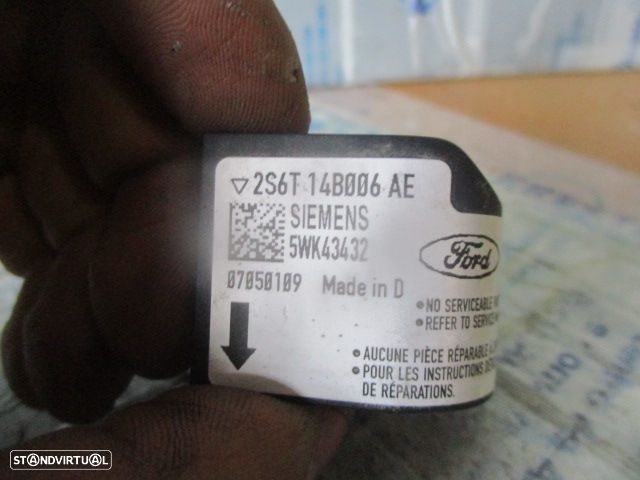 2S6T 14B006 AE
SIEMENS
5WK43432
07050109 Made in D
Ford
• NO SERVICEABLE
• REFER TO
• AUCUNE PIÈCE RÉPARABLE
• POUR LES INSTRUCTIONS
DE RÉPARATIONS.
STANDVIRTUAL